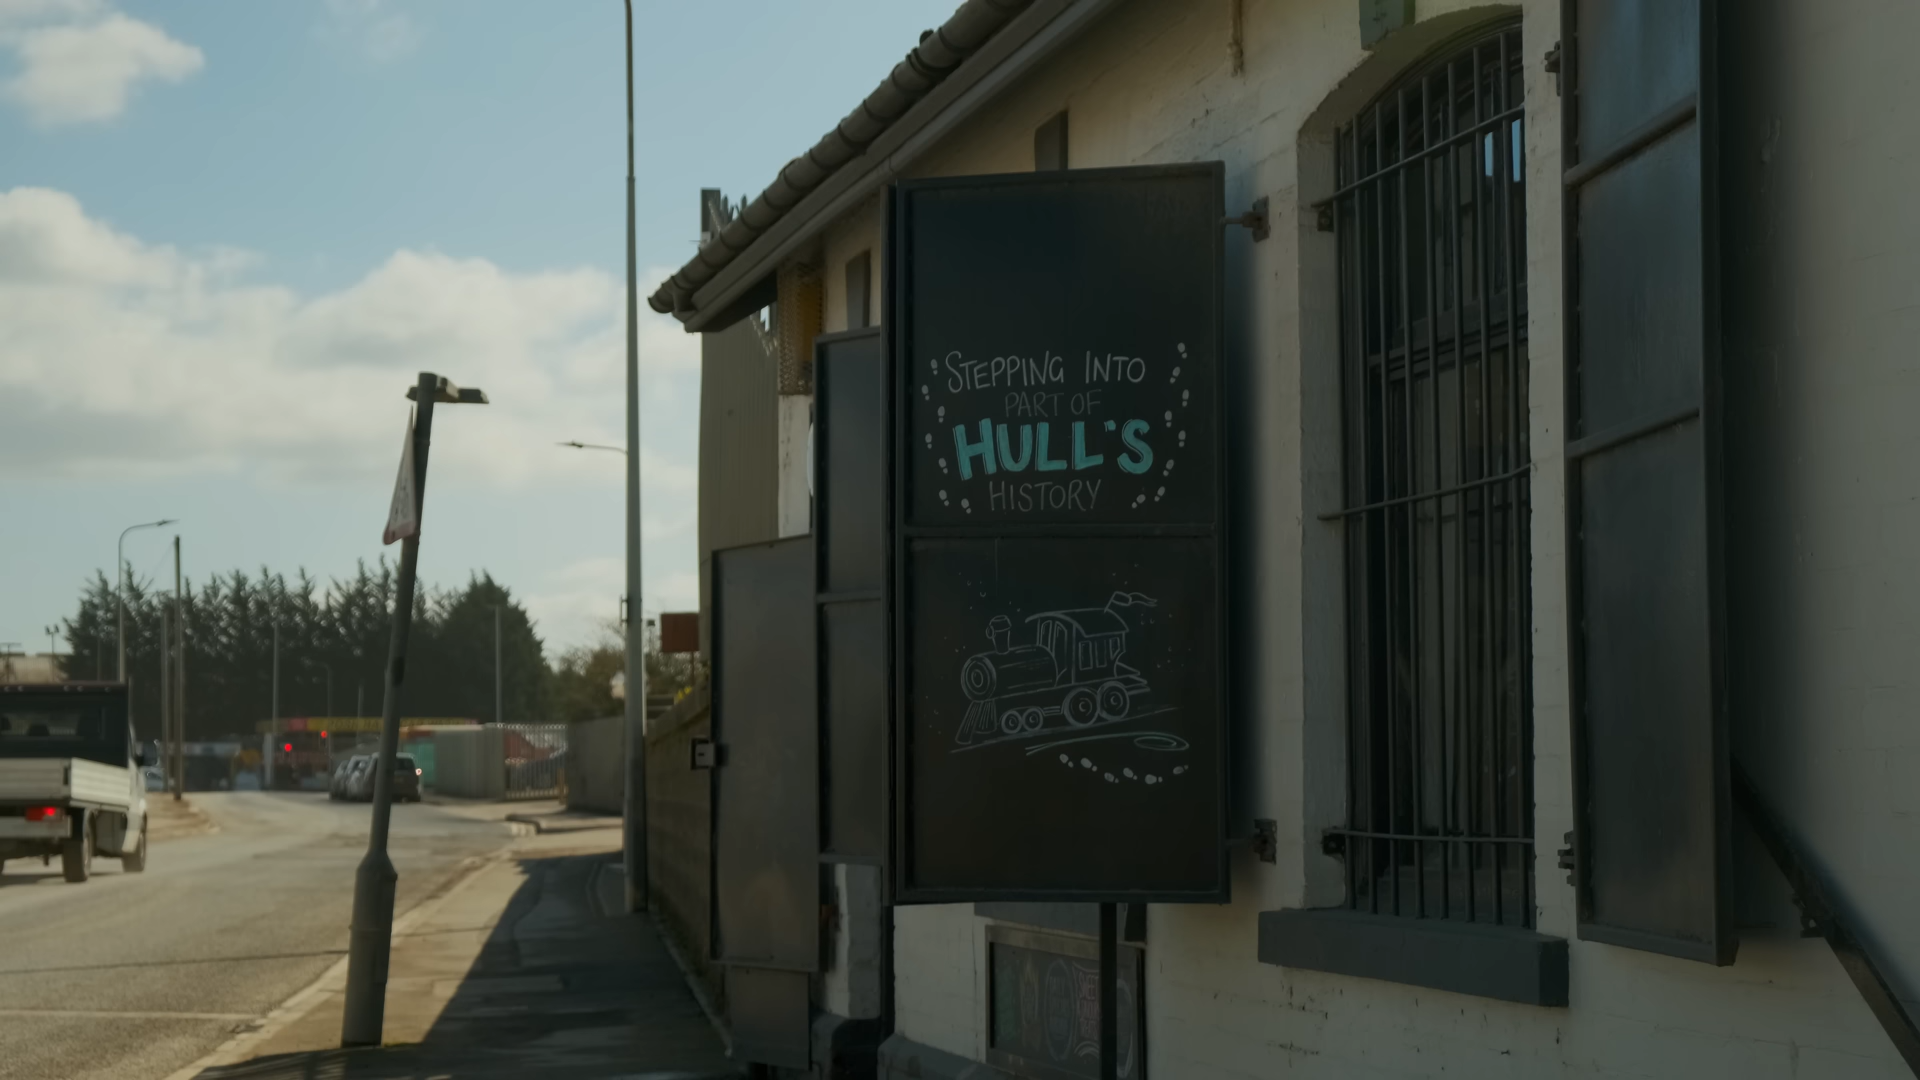 STEPPING INTO
PART OF
HULL'S
HISTORY